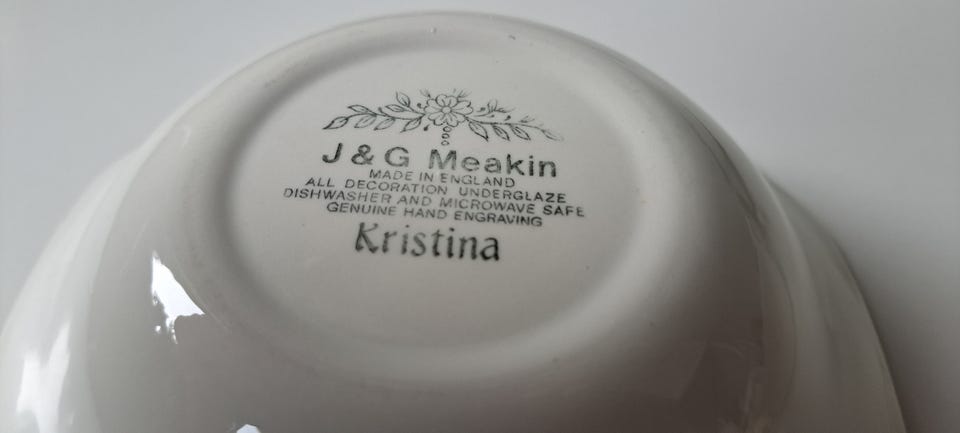 J & G Meakin
MADE IN ENGLAND
ALL DECORATION UNDERGLAZE
DISHWASHER AND MICROWAVE SAFE
GENUINE HAND ENGRAVING
Kristina